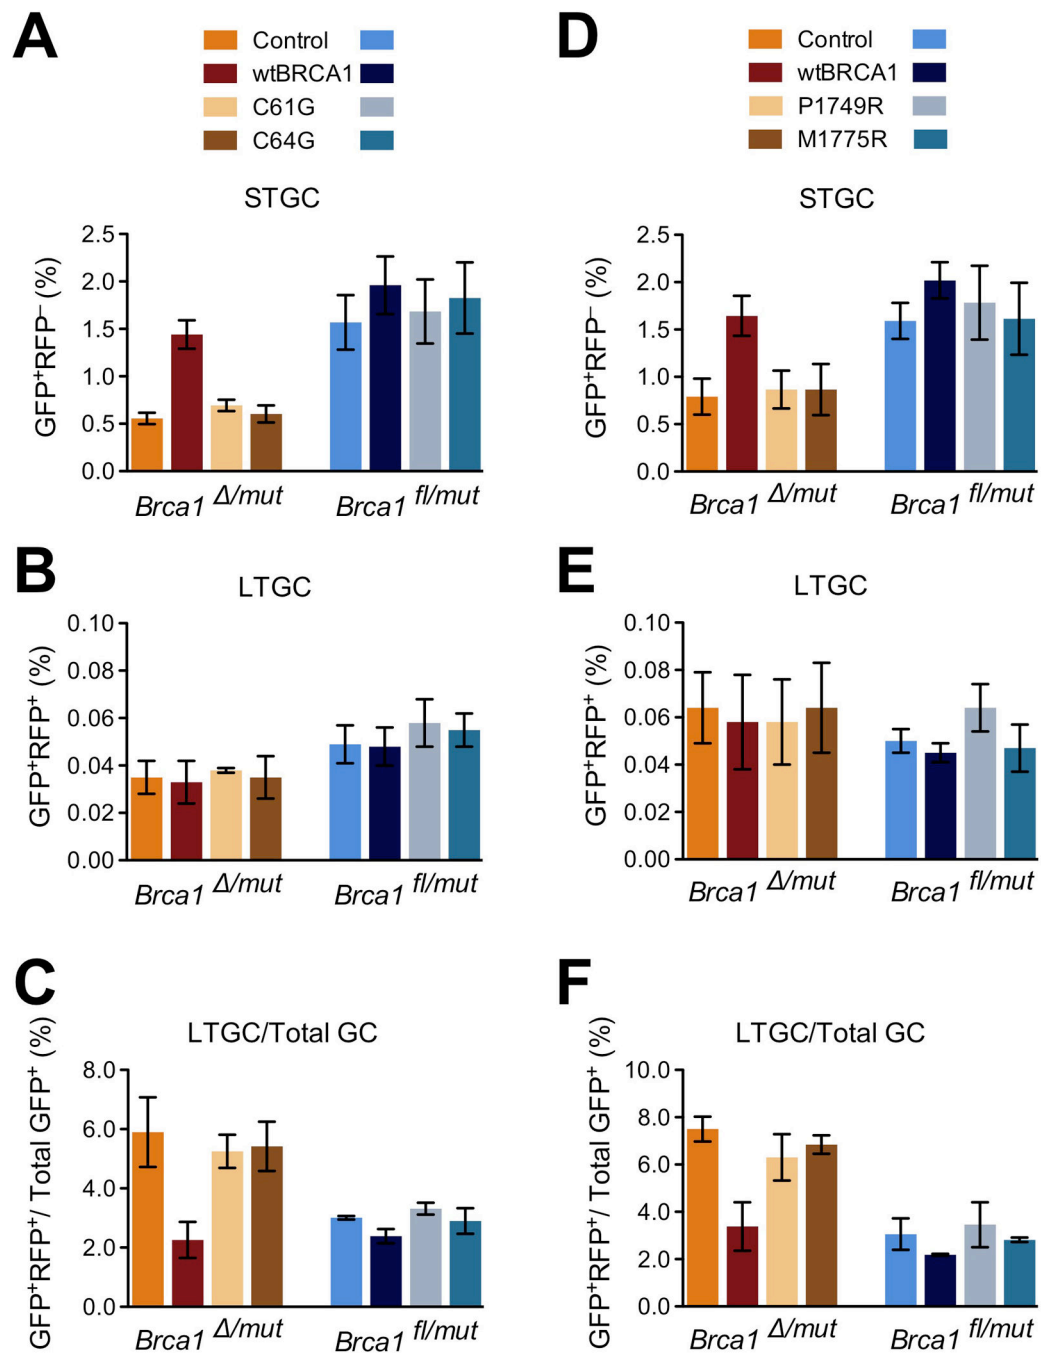 A
Control
wtBRCA1
C61G
C64G
STGC
GFP⁺RFP⁻ (%)
2.5
2.0
1.5
1.0
0.5
0.0
Brca1 Δ/mut
Brca1 fl/mut
B
LTGC
GFP⁺RFP⁺ (%)
0.10
0.08
0.06
0.04
0.02
0.00
Brca1 Δ/mut
Brca1 fl/mut
C
LTGC/Total GC
GFP⁺RFP⁺/ Total GFP⁺ (%)
8.0
6.0
4.0
2.0
0.0
Brca1 Δ/mut
Brca1 fl/mut
D
Control
wtBRCA1
P1749R
M1775R
STGC
GFP⁺RFP⁻ (%)
2.5
2.0
1.5
1.0
0.5
0.0
Brca1 Δ/mut
Brca1 fl/mut
E
LTGC
GFP⁺RFP⁺ (%)
0.10
0.08
0.06
0.04
0.02
0.00
Brca1 Δ/mut
Brca1 fl/mut
F
LTGC/Total GC
GFP⁺RFP⁺/ Total GFP⁺ (%)
10.0
8.0
6.0
4.0
2.0
0.0
Brca1 Δ/mut
Brca1 fl/mut